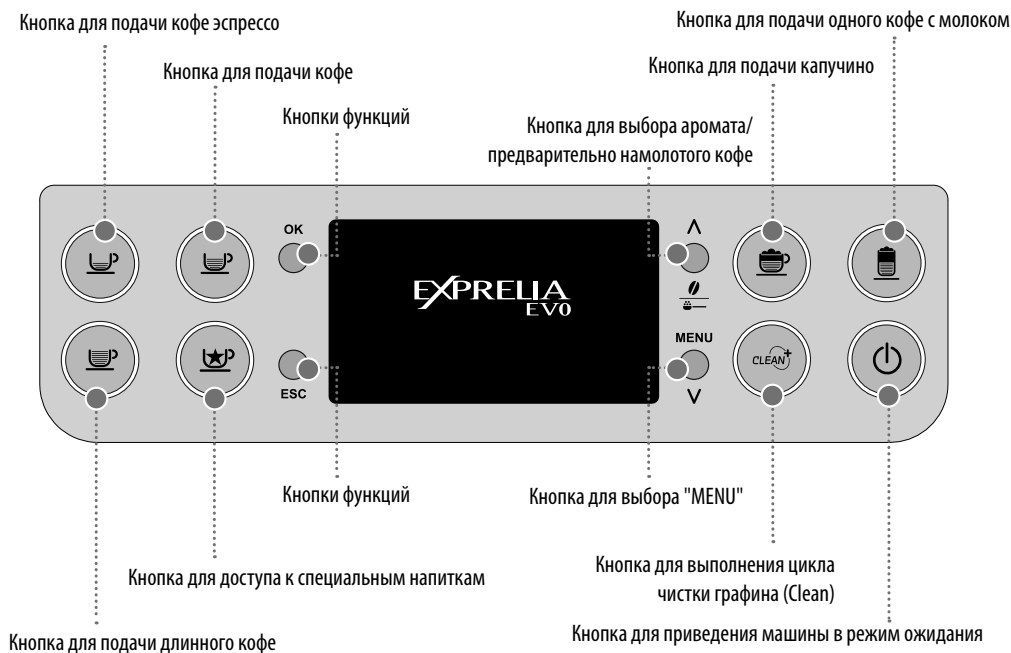 Кнопка для подачи кофе эспрессо
Кнопка для подачи одного кофе с молоком
Кнопка для подачи кофе
Кнопка для подачи капучино
Кнопки функций
Кнопка для выбора аромата/
предварительно намолотого кофе
OK
EXPRELIA
EVO
MENU
CLEAN+
ESC
Кнопки функций
Кнопка для выбора "MENU"
Кнопка для доступа к специальным напиткам
Кнопка для выполнения цикла
чистки графина (Clean)
Кнопка для подачи длинного кофе
Кнопка для приведения машины в режим ожидания